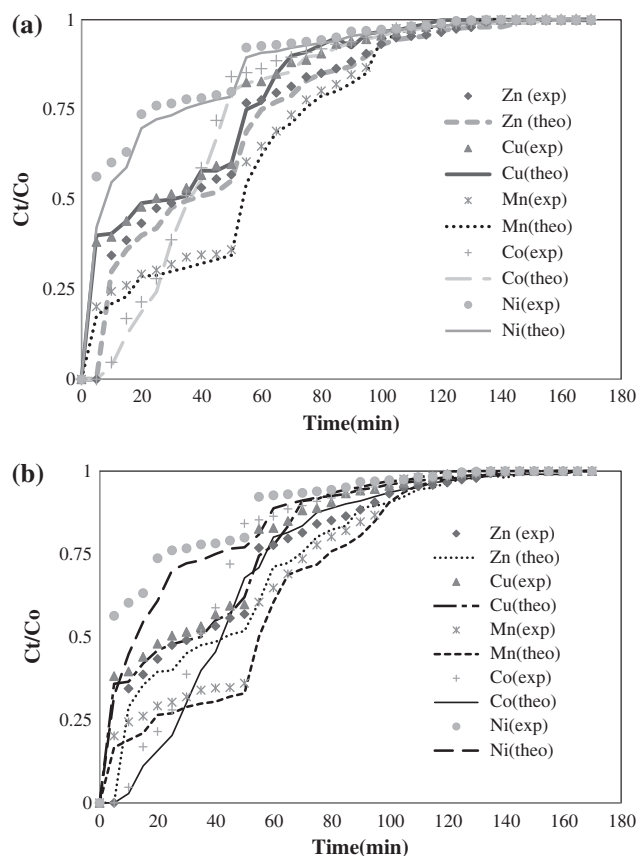 (a)
1
0.75
0.5
0.25
0
Ct/Co
0 20 40 60 80 100 120 140 160 180
Time(min)
Zn (exp)
Zn (theo)
Cu(exp)
Cu(theo)
Mn(exp)
Mn(theo)
Co(exp)
Co(theo)
Ni(exp)
Ni(theo)
(b)
1
0.75
0.5
0.25
0
Ct/Co
0 20 40 60 80 100 120 140 160 180
Time(min)
Zn (exp)
Zn (theo)
Cu(exp)
Cu(theo)
Mn(exp)
Mn(theo)
Co(exp)
Co(theo)
Ni(exp)
Ni(theo)